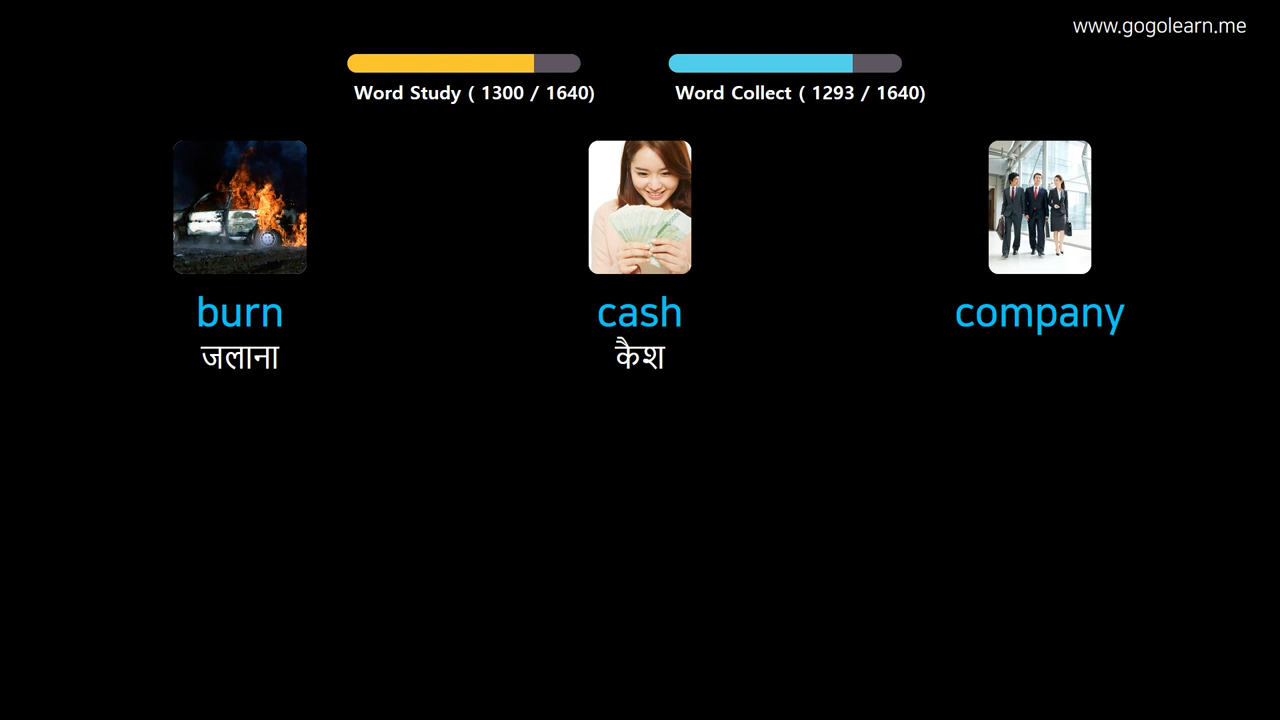 www.gogolearn.me
Word Study ( 1300 / 1640)
Word Collect ( 1293 / 1640)
burn
जलाना
cash
कैश
company